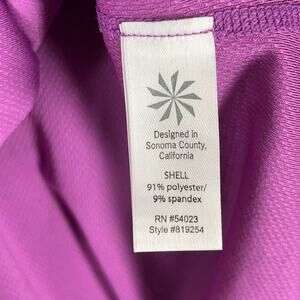 Designed in
Sonoma County,
California
SHELL
91% polyester/
9% spandex
RN #54023
Style #819254